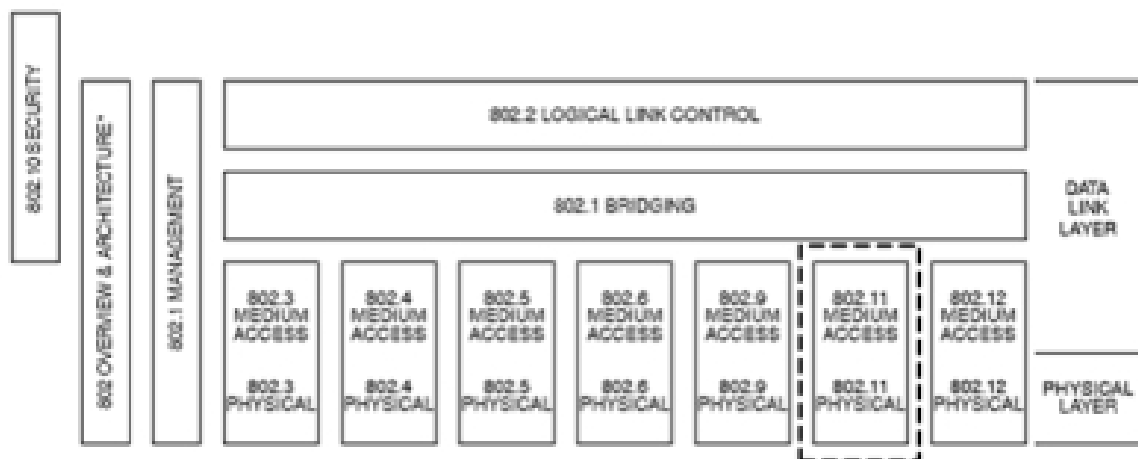 802.10 SECURITY
802 OVERVIEW & ARCHITECTURE*
802.1 MANAGEMENT
802.2 LOGICAL LINK CONTROL
802.1 BRIDGING
DATA
LINK
LAYER
802.3
MEDIUM
ACCESS
802.3
PHYSICAL
802.4
MEDIUM
ACCESS
802.4
PHYSICAL
802.5
MEDIUM
ACCESS
802.5
PHYSICAL
802.6
MEDIUM
ACCESS
802.6
PHYSICAL
802.9
MEDIUM
ACCESS
802.9
PHYSICAL
802.11
MEDIUM
ACCESS
802.11
PHYSICAL
802.12
MEDIUM
ACCESS
802.12
PHYSICAL
PHYSICAL
LAYER